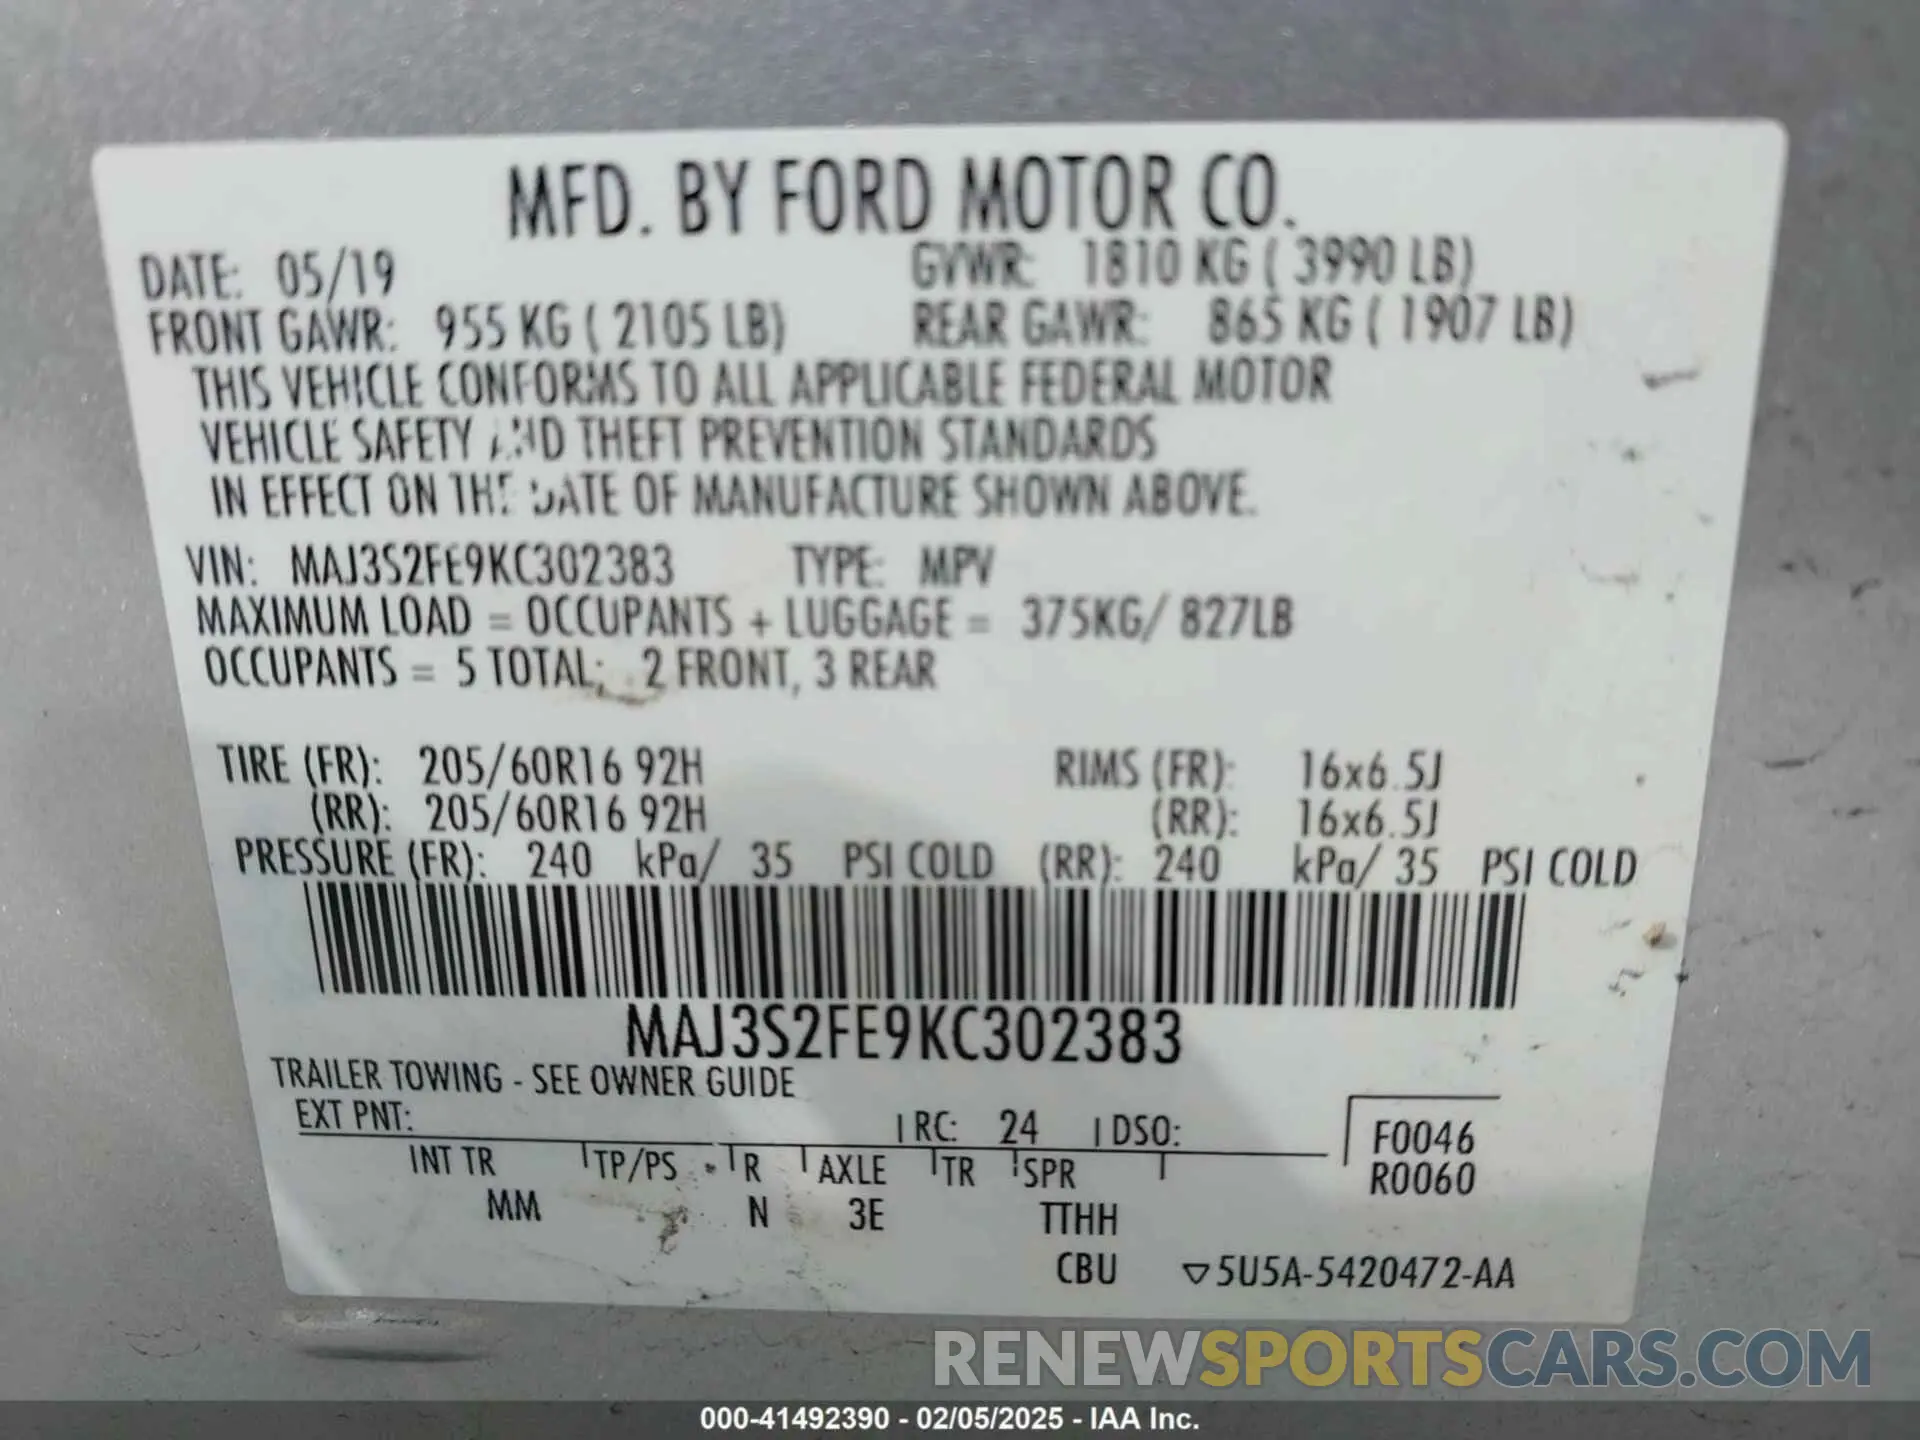 MFD. BY FORD MOTOR CO.
DATE: 05/19 GVWR: 1810 KG ( 3990 LB)
FRONT GAWR: 955 KG ( 2105 LB) REAR GAWR: 865 KG ( 1907 LB)
THIS VEHICLE CONFORMS TO ALL APPLICABLE FEDERAL MOTOR
VEHICLE SAFETY AND THEFT PREVENTION STANDARDS
IN EFFECT ON THE DATE OF MANUFACTURE SHOWN ABOVE.
VIN: MAJ3S2FE9KC302383 TYPE: MPV
MAXIMUM LOAD = OCCUPANTS + LUGGAGE = 375KG/ 827LB
OCCUPANTS = 5 TOTAL; 2 FRONT, 3 REAR
TIRE (FR): 205/60R16 92H RIMS (FR): 16x6.5J
(RR): 205/60R16 92H (RR): 16x6.5J
PRESSURE (FR): 240 kPa/ 35 PSI COLD (RR): 240 kPa/ 35 PSI COLD
MAJ3S2FE9KC302383
TRAILER TOWING - SEE OWNER GUIDE
EXT PNT: RC: 24 DSO: F0046
INT TR TP/PS R AXLE TR SPR R0060
MM N 3E TTHH
CBU ▽5U5A-5420472-AA
RENEWSPORTSCARS.COM
000-41492390 - 02/05/2025 - IAA Inc.